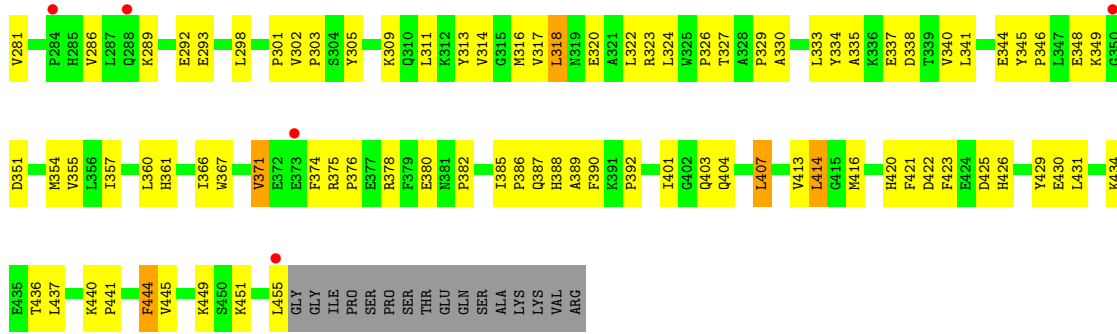 V281 P284 H285 V286 L287 Q288 K289 E292 E293 L298 P301 V302 P303 S304 Y305 K309 Q310 L311 K312 Y313 V314 G315 M316 V317 L318 N319 E320 A321 L322 R323 L324 W325 P326 T327 A328 P329 A330 L333 Y334 A335 K336 E337 D338 T339 V340 L341 E344 Y345 P346 L347 E348 K349 G350
D351 M354 V355 L356 I357 L360 H361 I366 W367 V371 E372 E373 F374 R375 P376 E377 R378 F379 E380 N381 P382 I385 P386 Q387 H388 A389 F390 K391 P392 I401 G402 Q403 Q404 L407 V413 L414 G415 M416 H420 F421 D422 F423 E424 D425 H426 Y429 E430 L431 K434
E435 T436 L437 K440 P441 F444 V445 K449 S450 K451 L455 GLY GLY ILE PRO SER PRO SER THR GLU GLN SER ALA LYS LYS VAL ARG